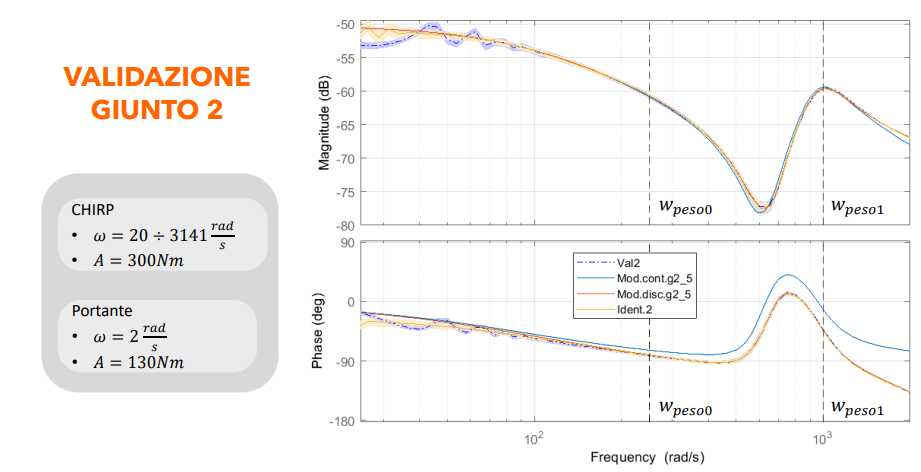 VALIDAZIONE
GIUNTO 2
CHIRP
• ω = 20 ÷ 3141 rad/s
• A = 300Nm
Portante
• ω = 2 rad/s
• A = 130Nm
Magnitude (dB)
-50
-55
-60
-65
-70
-75
-80
w_peso0
w_peso1
Phase (deg)
90
0
-90
-180
Val2
Mod.cont.g2_5
Mod.disc.g2_5
Ident.2
w_peso0
w_peso1
10^2
10^3
Frequency (rad/s)